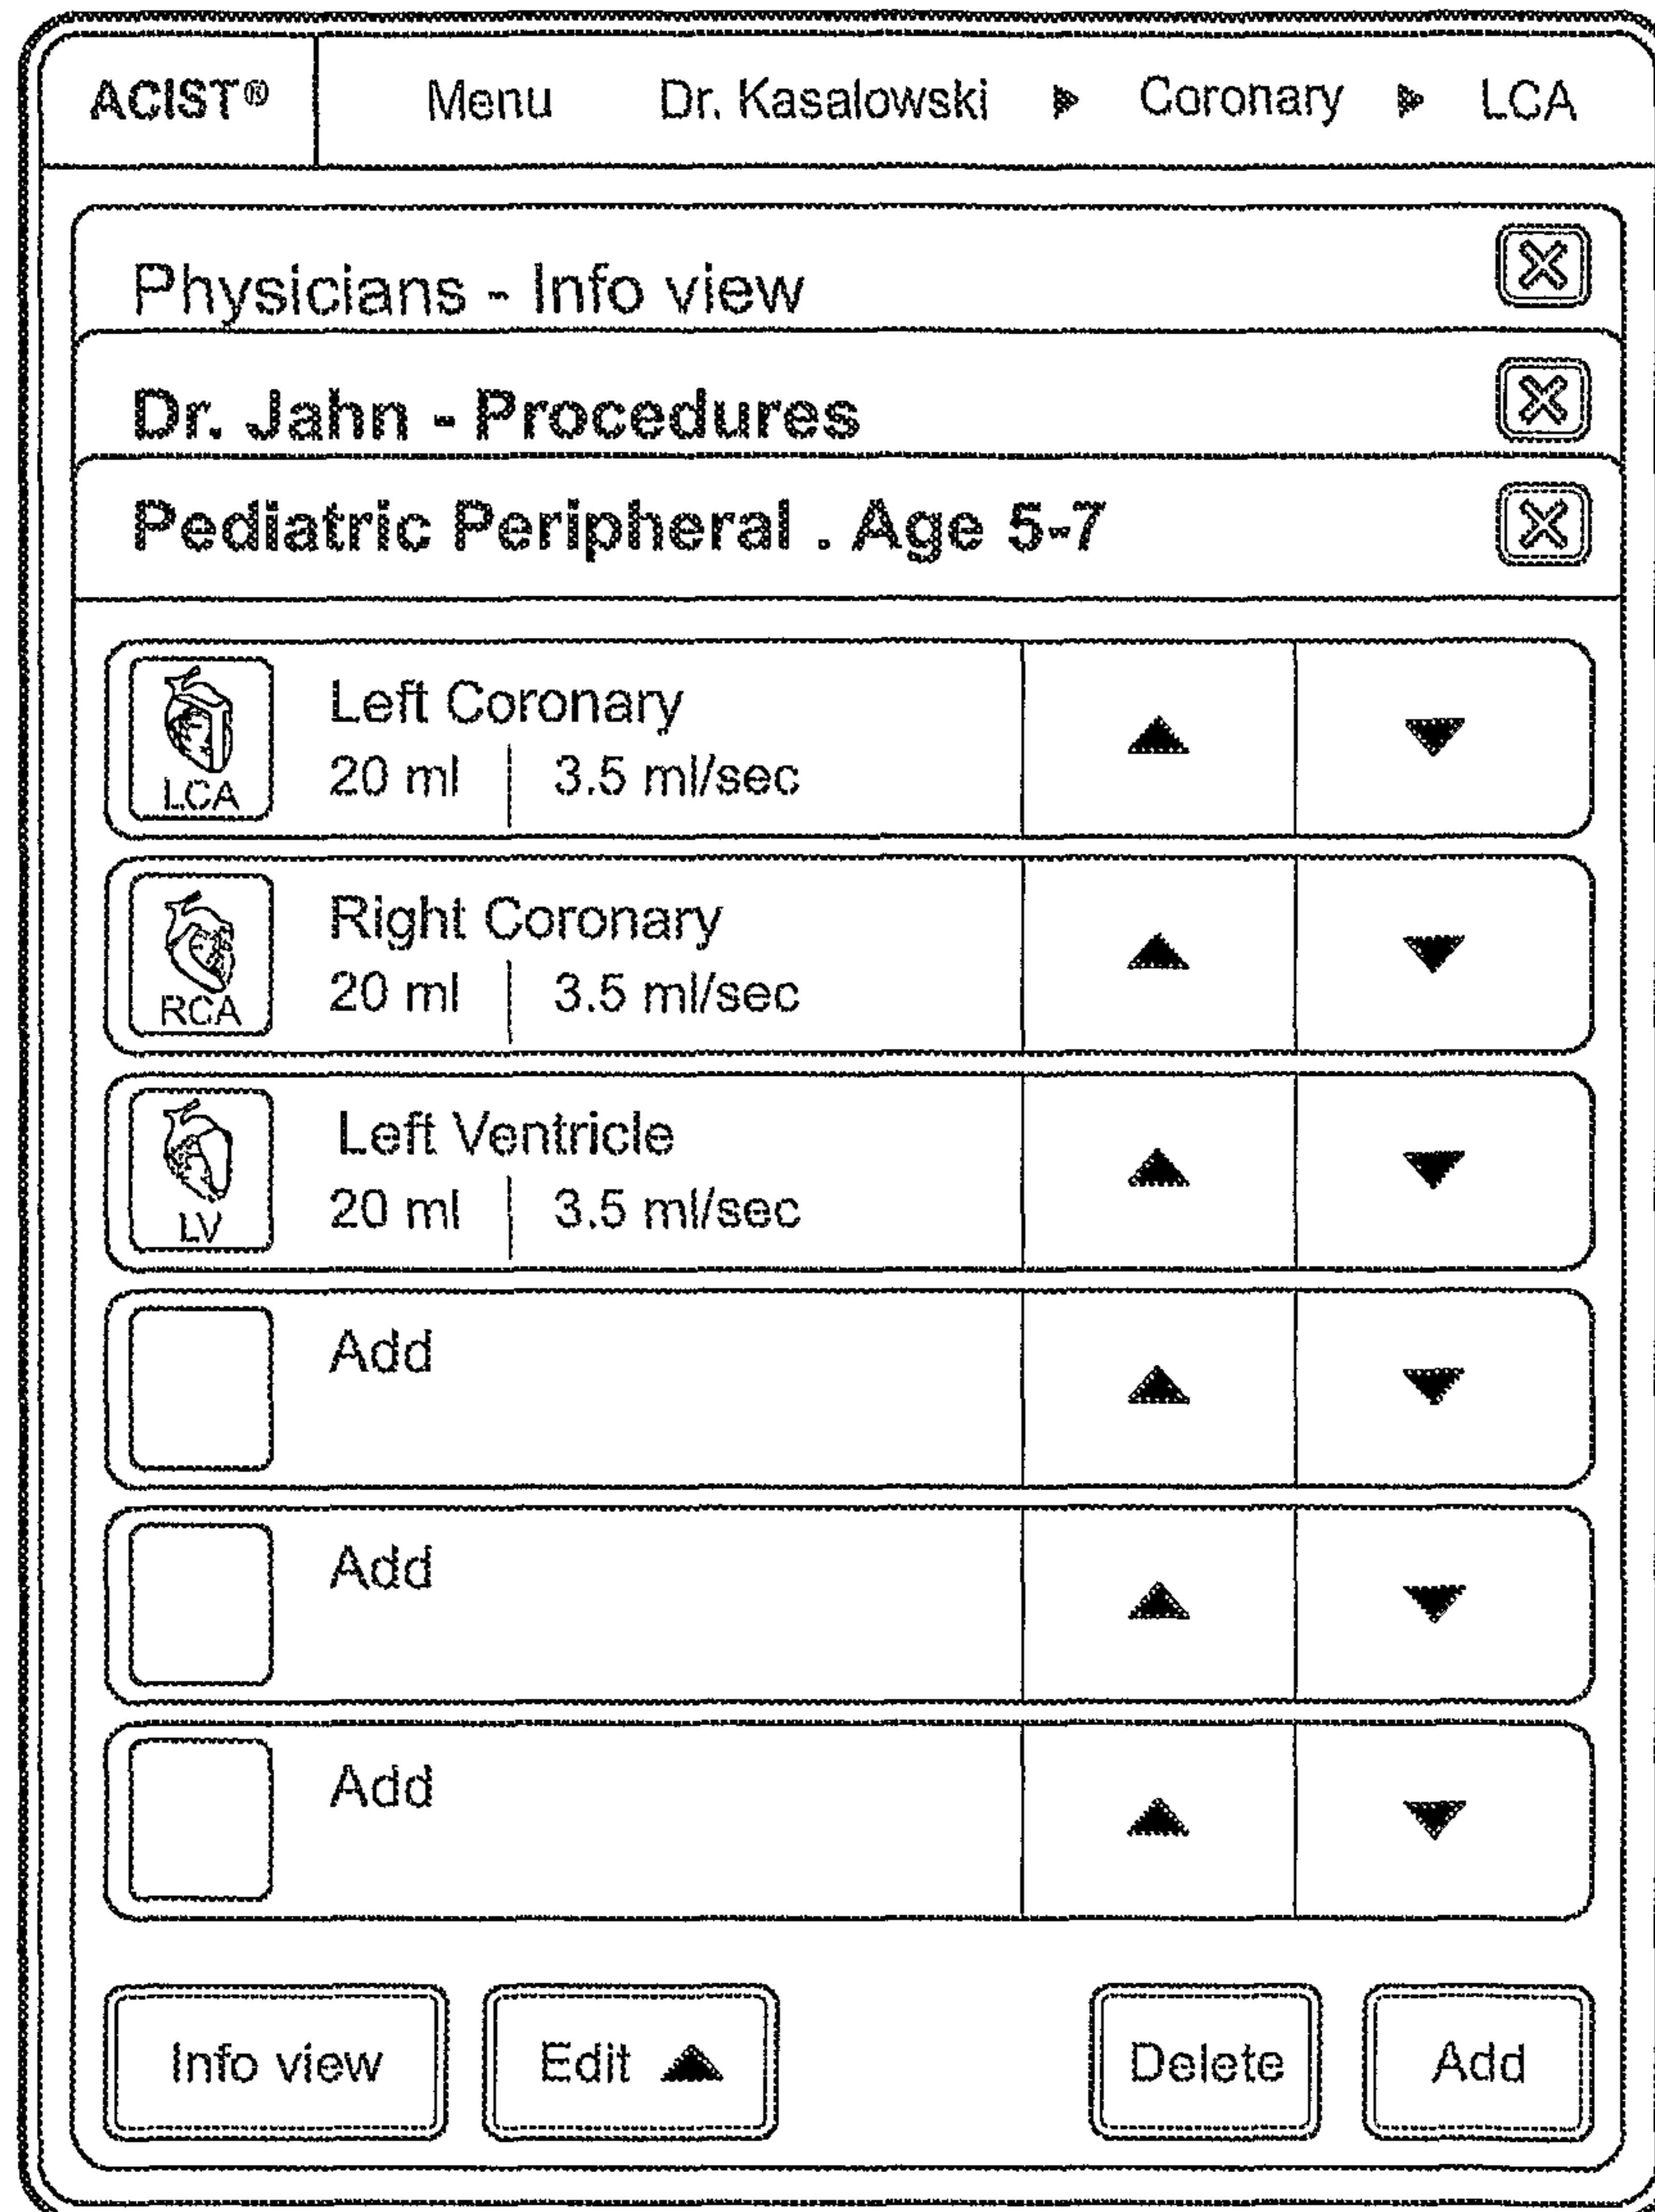 ACIST® Menu Dr. Kasalowski ▶ Coronary ▶ LCA
Physicians - Info view
Dr. Jahn - Procedures
Pediatric Peripheral . Age 5-7
Left Coronary
20 ml | 3.5 ml/sec
LCA
Right Coronary
20 ml | 3.5 ml/sec
RCA
Left Ventricle
20 ml | 3.5 ml/sec
LV
Add
Add
Add
Info view Edit ▲ Delete Add